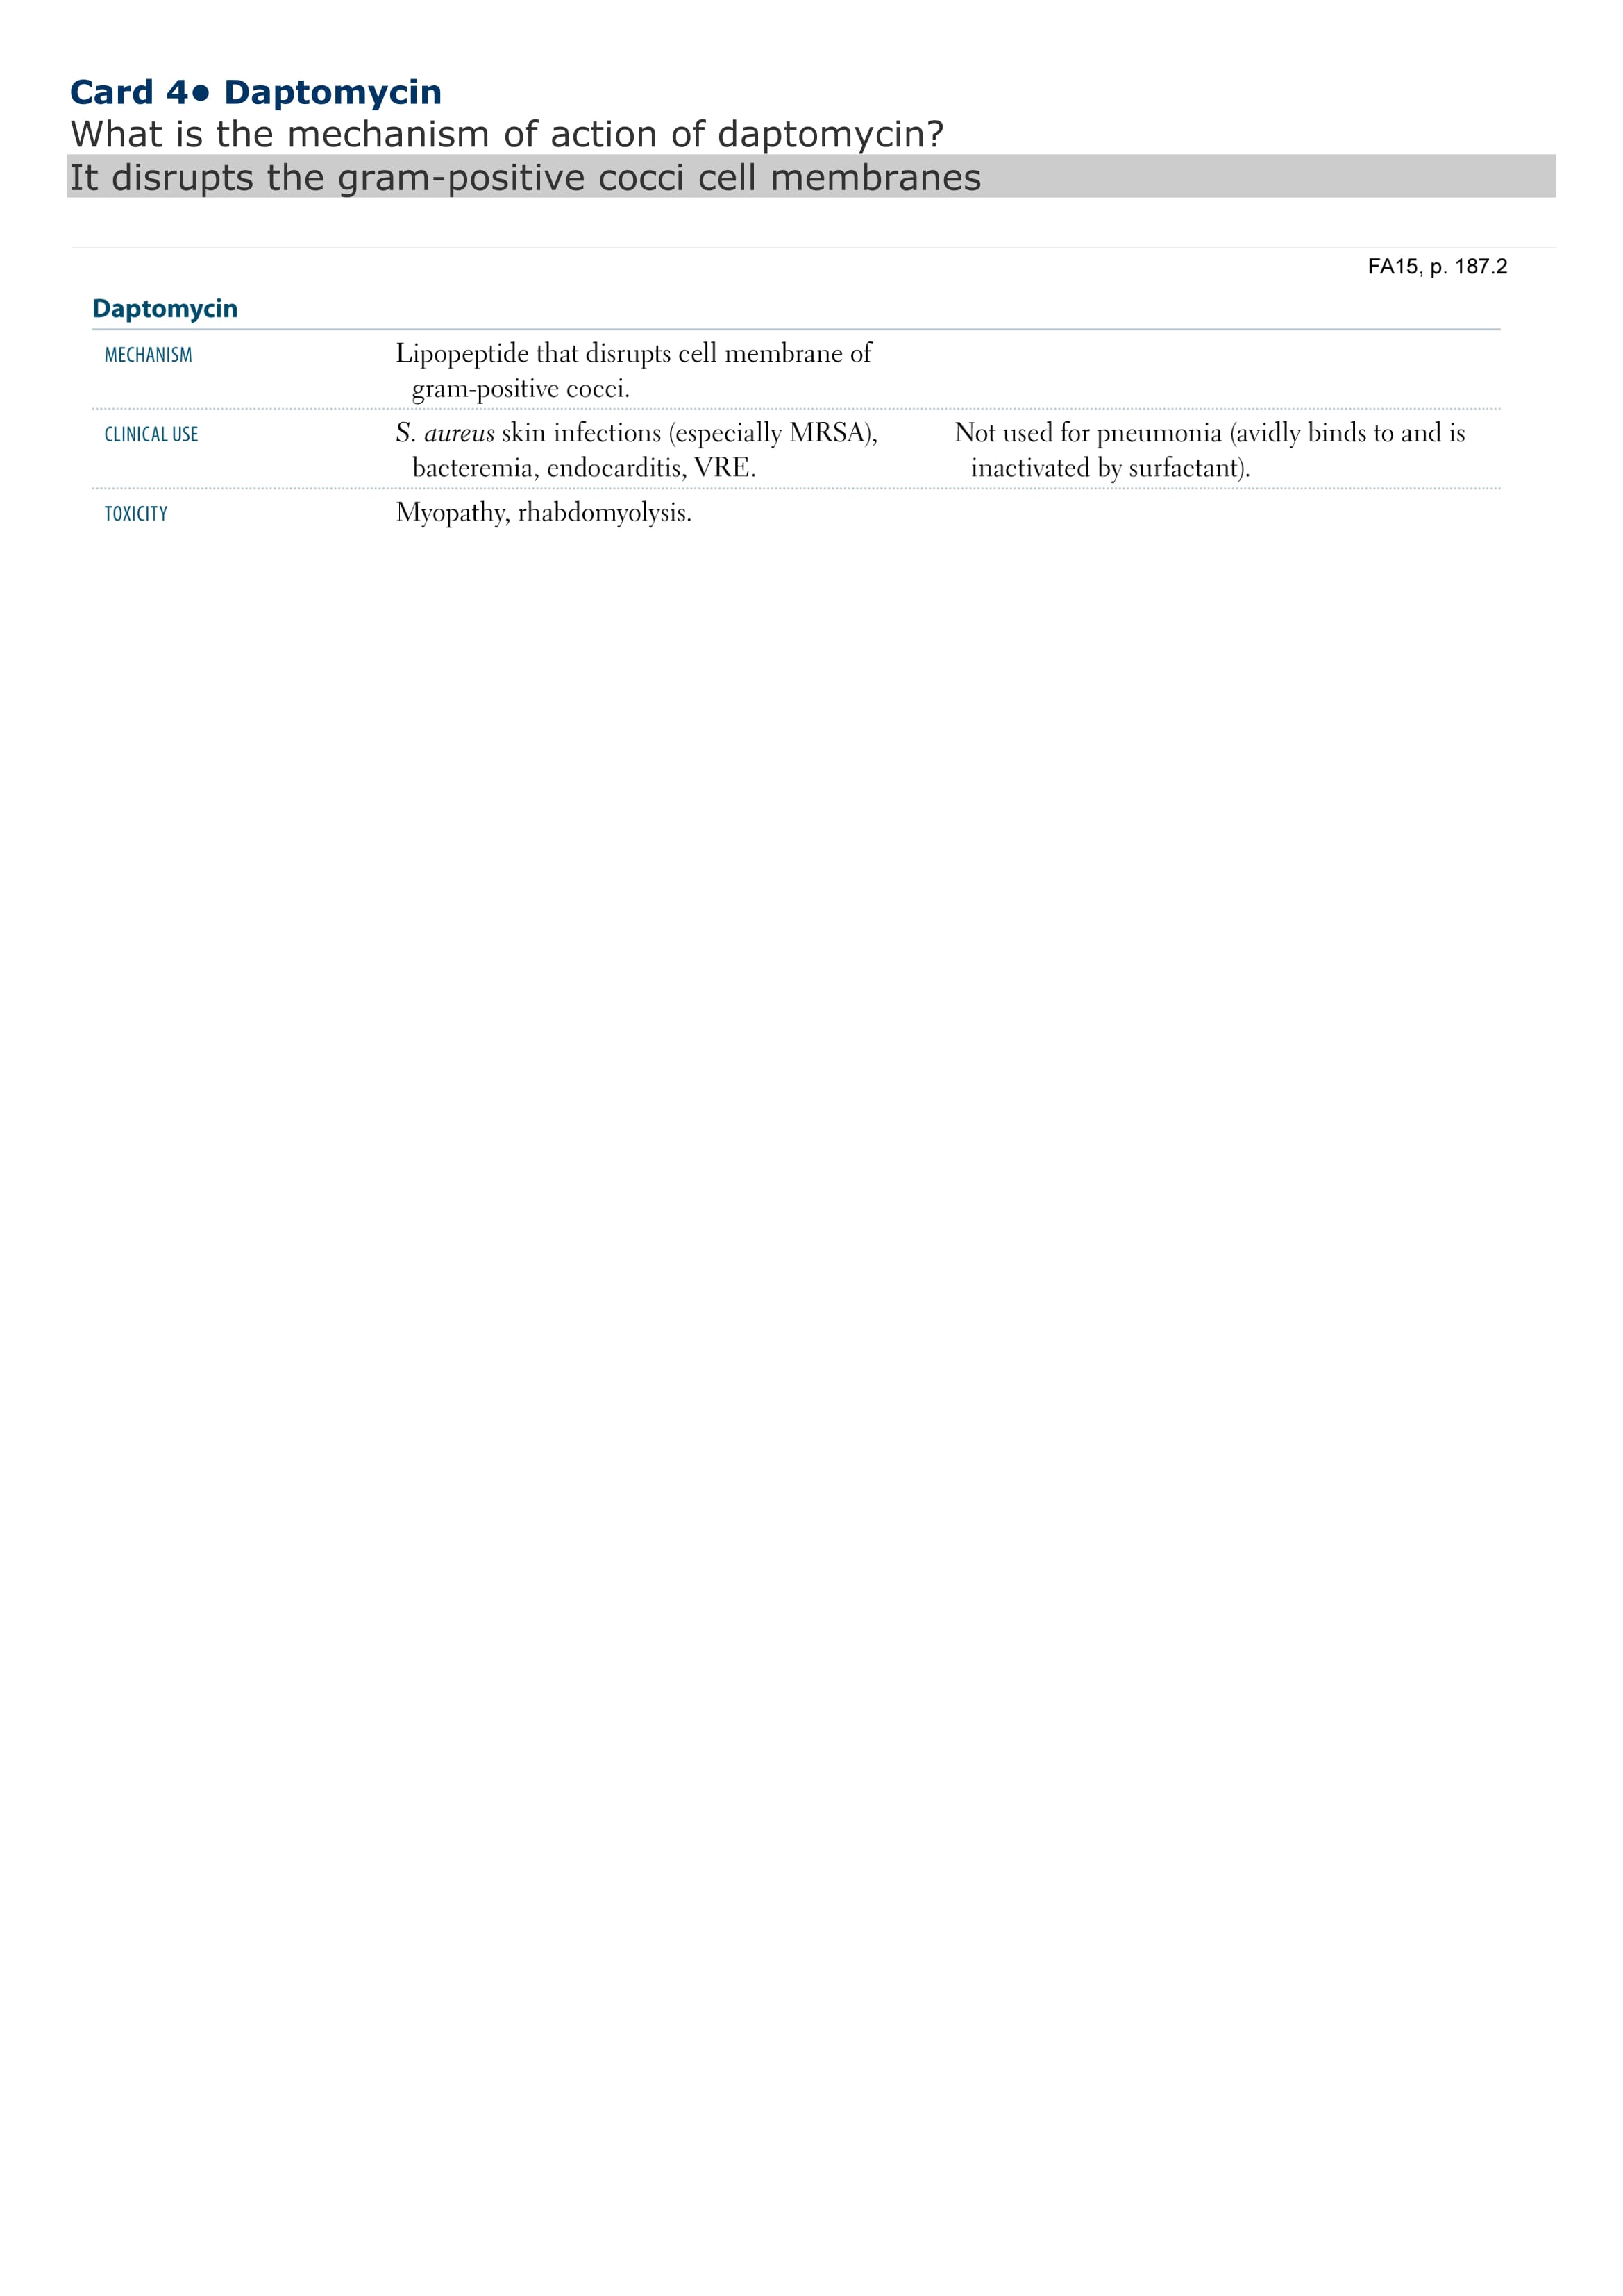 Card 4● Daptomycin
What is the mechanism of action of daptomycin?
It disrupts the gram-positive cocci cell membranes
FA15, p. 187.2
Daptomycin
MECHANISM Lipopeptide that disrupts cell membrane of
gram-positive cocci.
CLINICAL USE S. aureus skin infections (especially MRSA),
bacteremia, endocarditis, VRE.
Not used for pneumonia (avidly binds to and is
inactivated by surfactant).
TOXICITY Myopathy, rhabdomyolysis.